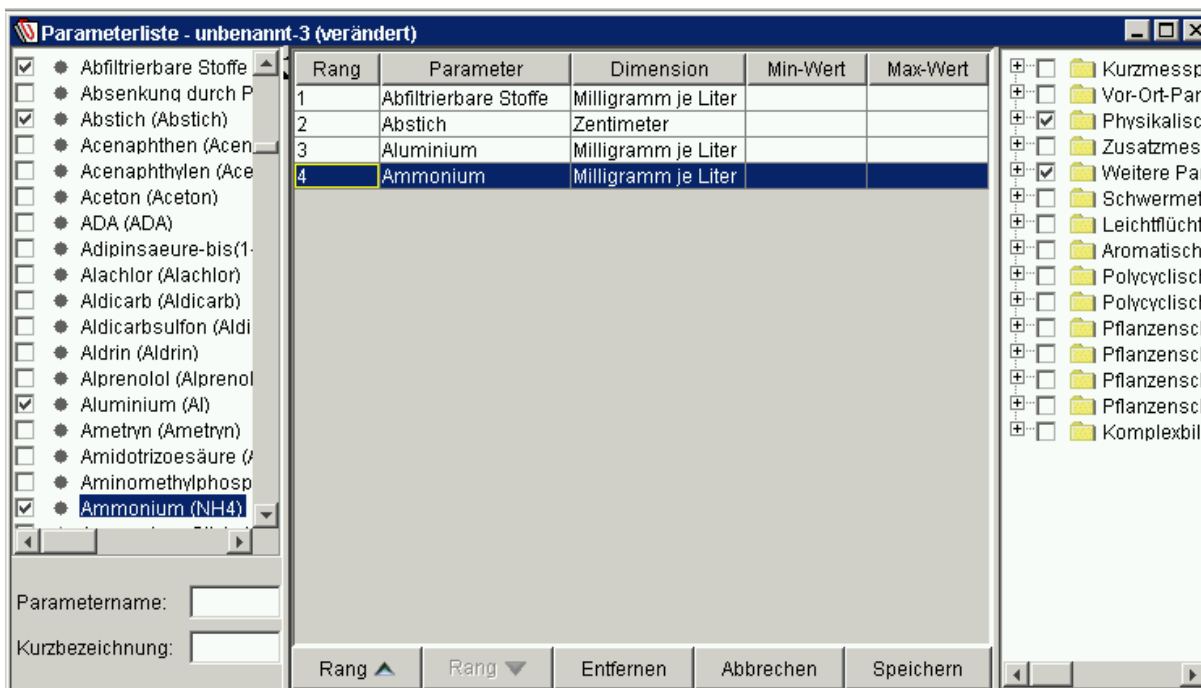 Parameterliste - unbenannt-3 (verändert)
Abfiltrierbare Stoffe
Absenkung durch P
Abstich (Abstich)
Acenaphthen (Acen
Acenaphthylen (Ace
Aceton (Aceton)
ADA (ADA)
Adipinsaeure-bis(1-
Alachlor (Alachlor)
Aldicarb (Aldicarb)
Aldicarbsulfon (Aldi
Aldrin (Aldrin)
Alprenolol (Alprenol
Aluminium (Al)
Ametryn (Ametryn)
Amidotrizoesäure (A
Aminomethylphosp
Ammonium (NH4)
Parametername:
Kurzbezeichnung:
Rang Parameter Dimension Min-Wert Max-Wert
1 Abfiltrierbare Stoffe Milligramm je Liter
2 Abstich Zentimeter
3 Aluminium Milligramm je Liter
4 Ammonium Milligramm je Liter
Rang Rang Entfernen Abbrechen Speichern
Kurzmessp
Vor-Ort-Par
Physikalisc
Zusatzmes
Weitere Pa
Schwermet
Leichtflücht
Aromatisch
Polycyclisch
Polycyclisch
Pflanzensc
Pflanzensc
Pflanzensc
Pflanzensc
Komplexbil